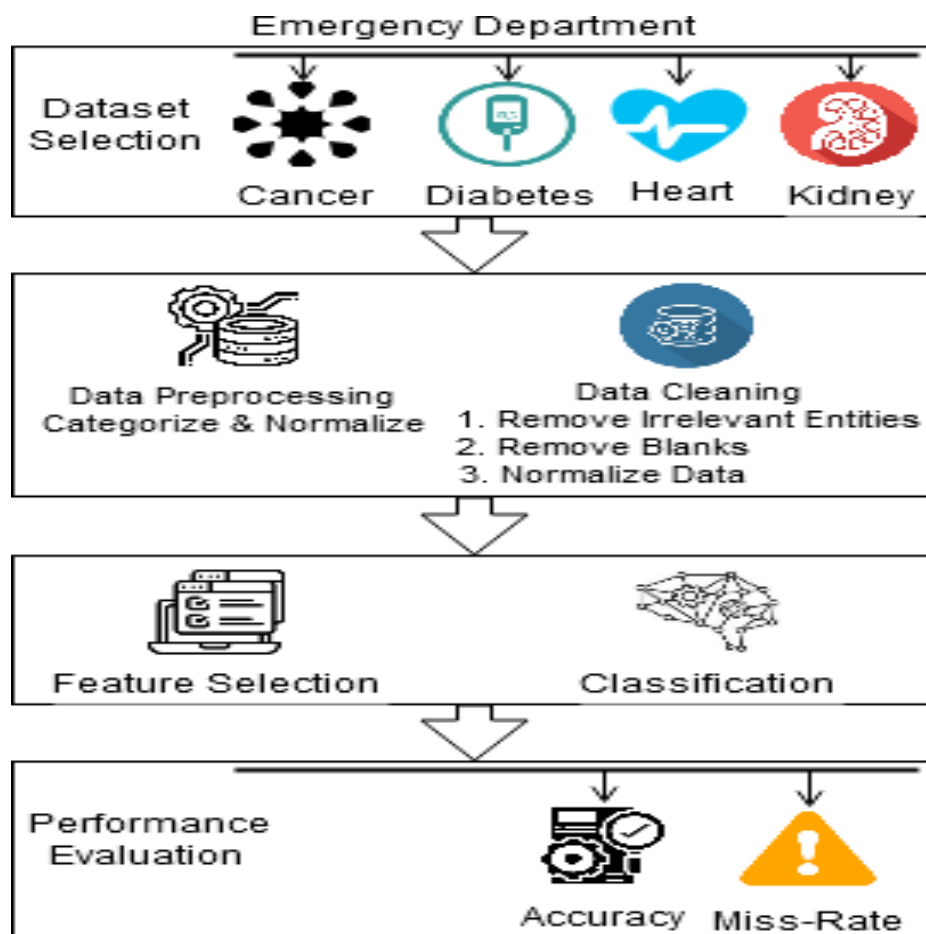 Emergency Department
Dataset
Selection
Cancer
Diabetes
Heart
Kidney
Data Preprocessing
Categorize & Normalize
Data Cleaning
1. Remove Irrelevant Entities
2. Remove Blanks
3. Normalize Data
Feature Selection
Classification
Performance
Evaluation
Accuracy
Miss-Rate